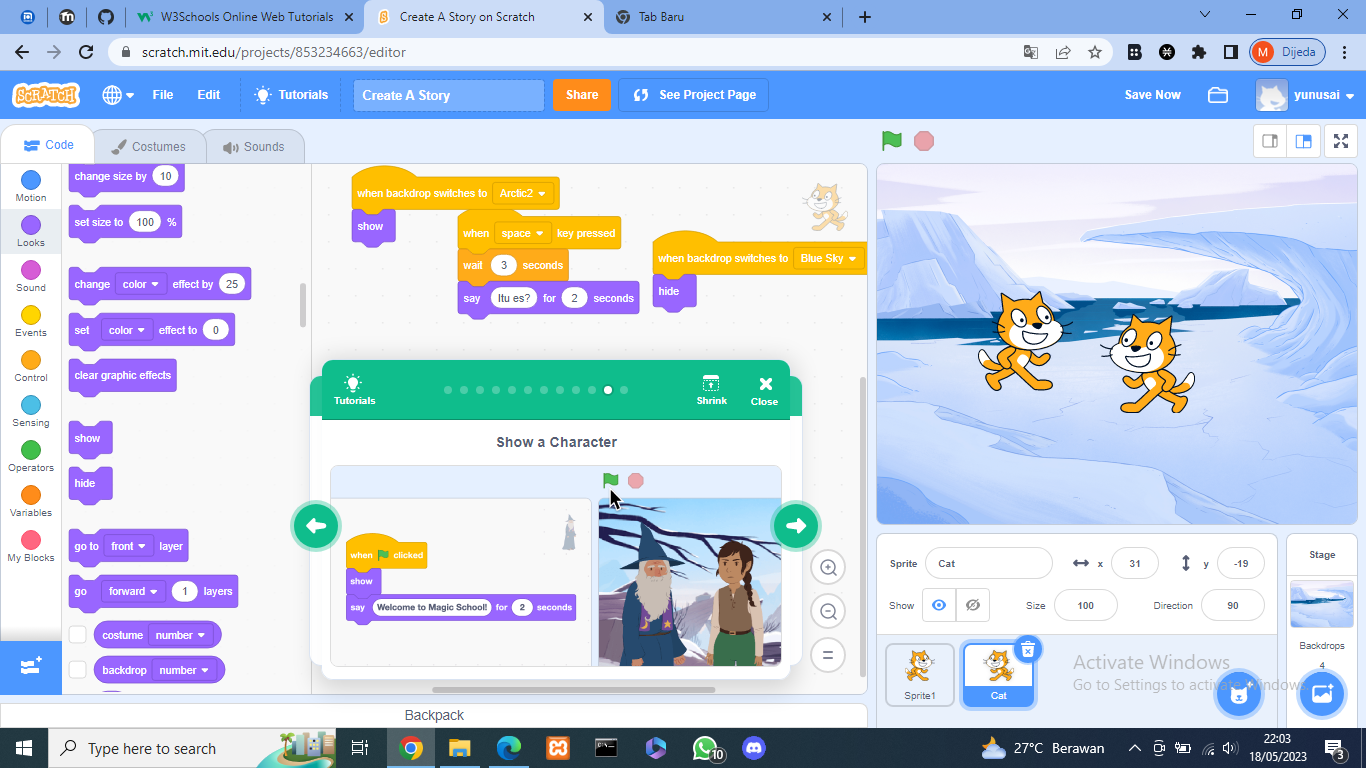 W3Schools Online Web Tutorials
Create A Story on Scratch
Tab Baru
scratch.mit.edu/projects/853234663/editor
M
Dijeda
SCRATCH
File
Edit
Tutorials
Create A Story
Share
See Project Page
Save Now
yunusai
Code
Costumes
Sounds
Motion
Looks
Sound
Events
Control
Sensing
Operators
Variables
My Blocks
change size by 10
set size to 100 %
change color effect by 25
set color effect to 0
clear graphic effects
show
hide
go to front layer
go forward 1 layers
costume number
backdrop number
when backdrop switches to Arctic2
show
when space key pressed
wait 3 seconds
say Itu es? for 2 seconds
when backdrop switches to Blue Sky
hide
Tutorials
Shrink
Close
Show a Character
when clicked
show
say Welcome to Magic School! for 2 seconds
Backpack
Sprite
Cat
x
31
y
-19
Show
Size
100
Direction
90
Sprite1
Cat
Stage
Backdrops
4
Activate Windows
Go to Settings to activate Windows.
Type here to search
10
27°C Berawan
22:03
18/05/2023
3